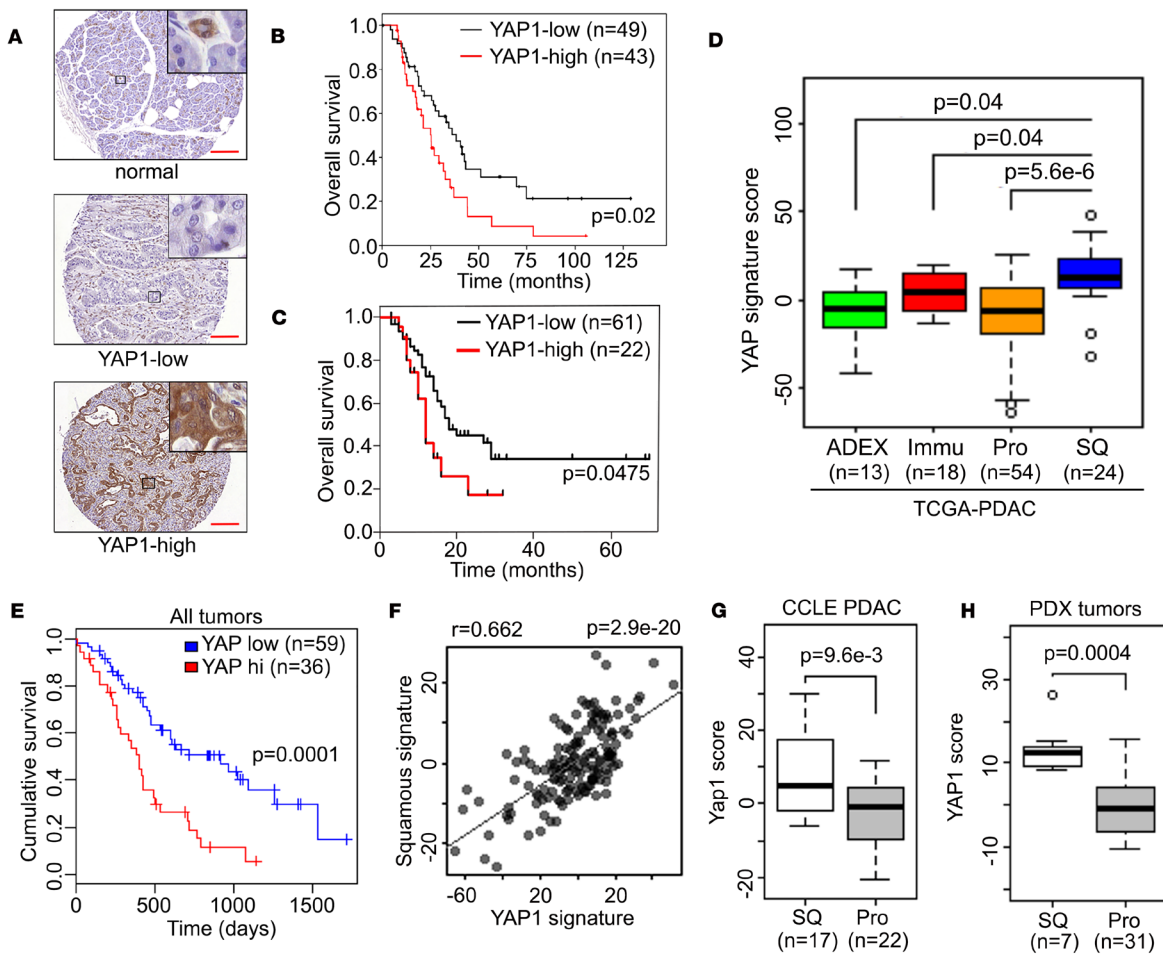 A
normal
YAP1-low
YAP1-high
B
YAP1-low (n=49)
YAP1-high (n=43)
Overall survival
1.0
0.8
0.6
0.4
0.2
0.0
p=0.02
0 25 50 75 100 125
Time (months)
C
YAP1-low (n=61)
YAP1-high (n=22)
Overall survival
1.0
0.8
0.6
0.4
0.2
0.0
p=0.0475
0 20 40 60
Time (months)
D
YAP signature score
100
50
0
-50
p=0.04
p=0.04
p=5.6e-6
ADEX Immu Pro SQ
(n=13) (n=18) (n=54) (n=24)
TCGA-PDAC
E
All tumors
YAP low (n=59)
YAP hi (n=36)
Cumulative survival
1.0
0.8
0.6
0.4
0.2
0.0
p=0.0001
0 500 1000 1500
Time (days)
F
r=0.662 p=2.9e-20
Squamous signature
20
0
-20
-60 20 20
YAP1 signature
G
CCLE PDAC
p=9.6e-3
Yap1 score
40
20
0
-20
SQ Pro
(n=17) (n=22)
H
PDX tumors
p=0.0004
YAP1 score
30
10
-10
SQ Pro
(n=7) (n=31)